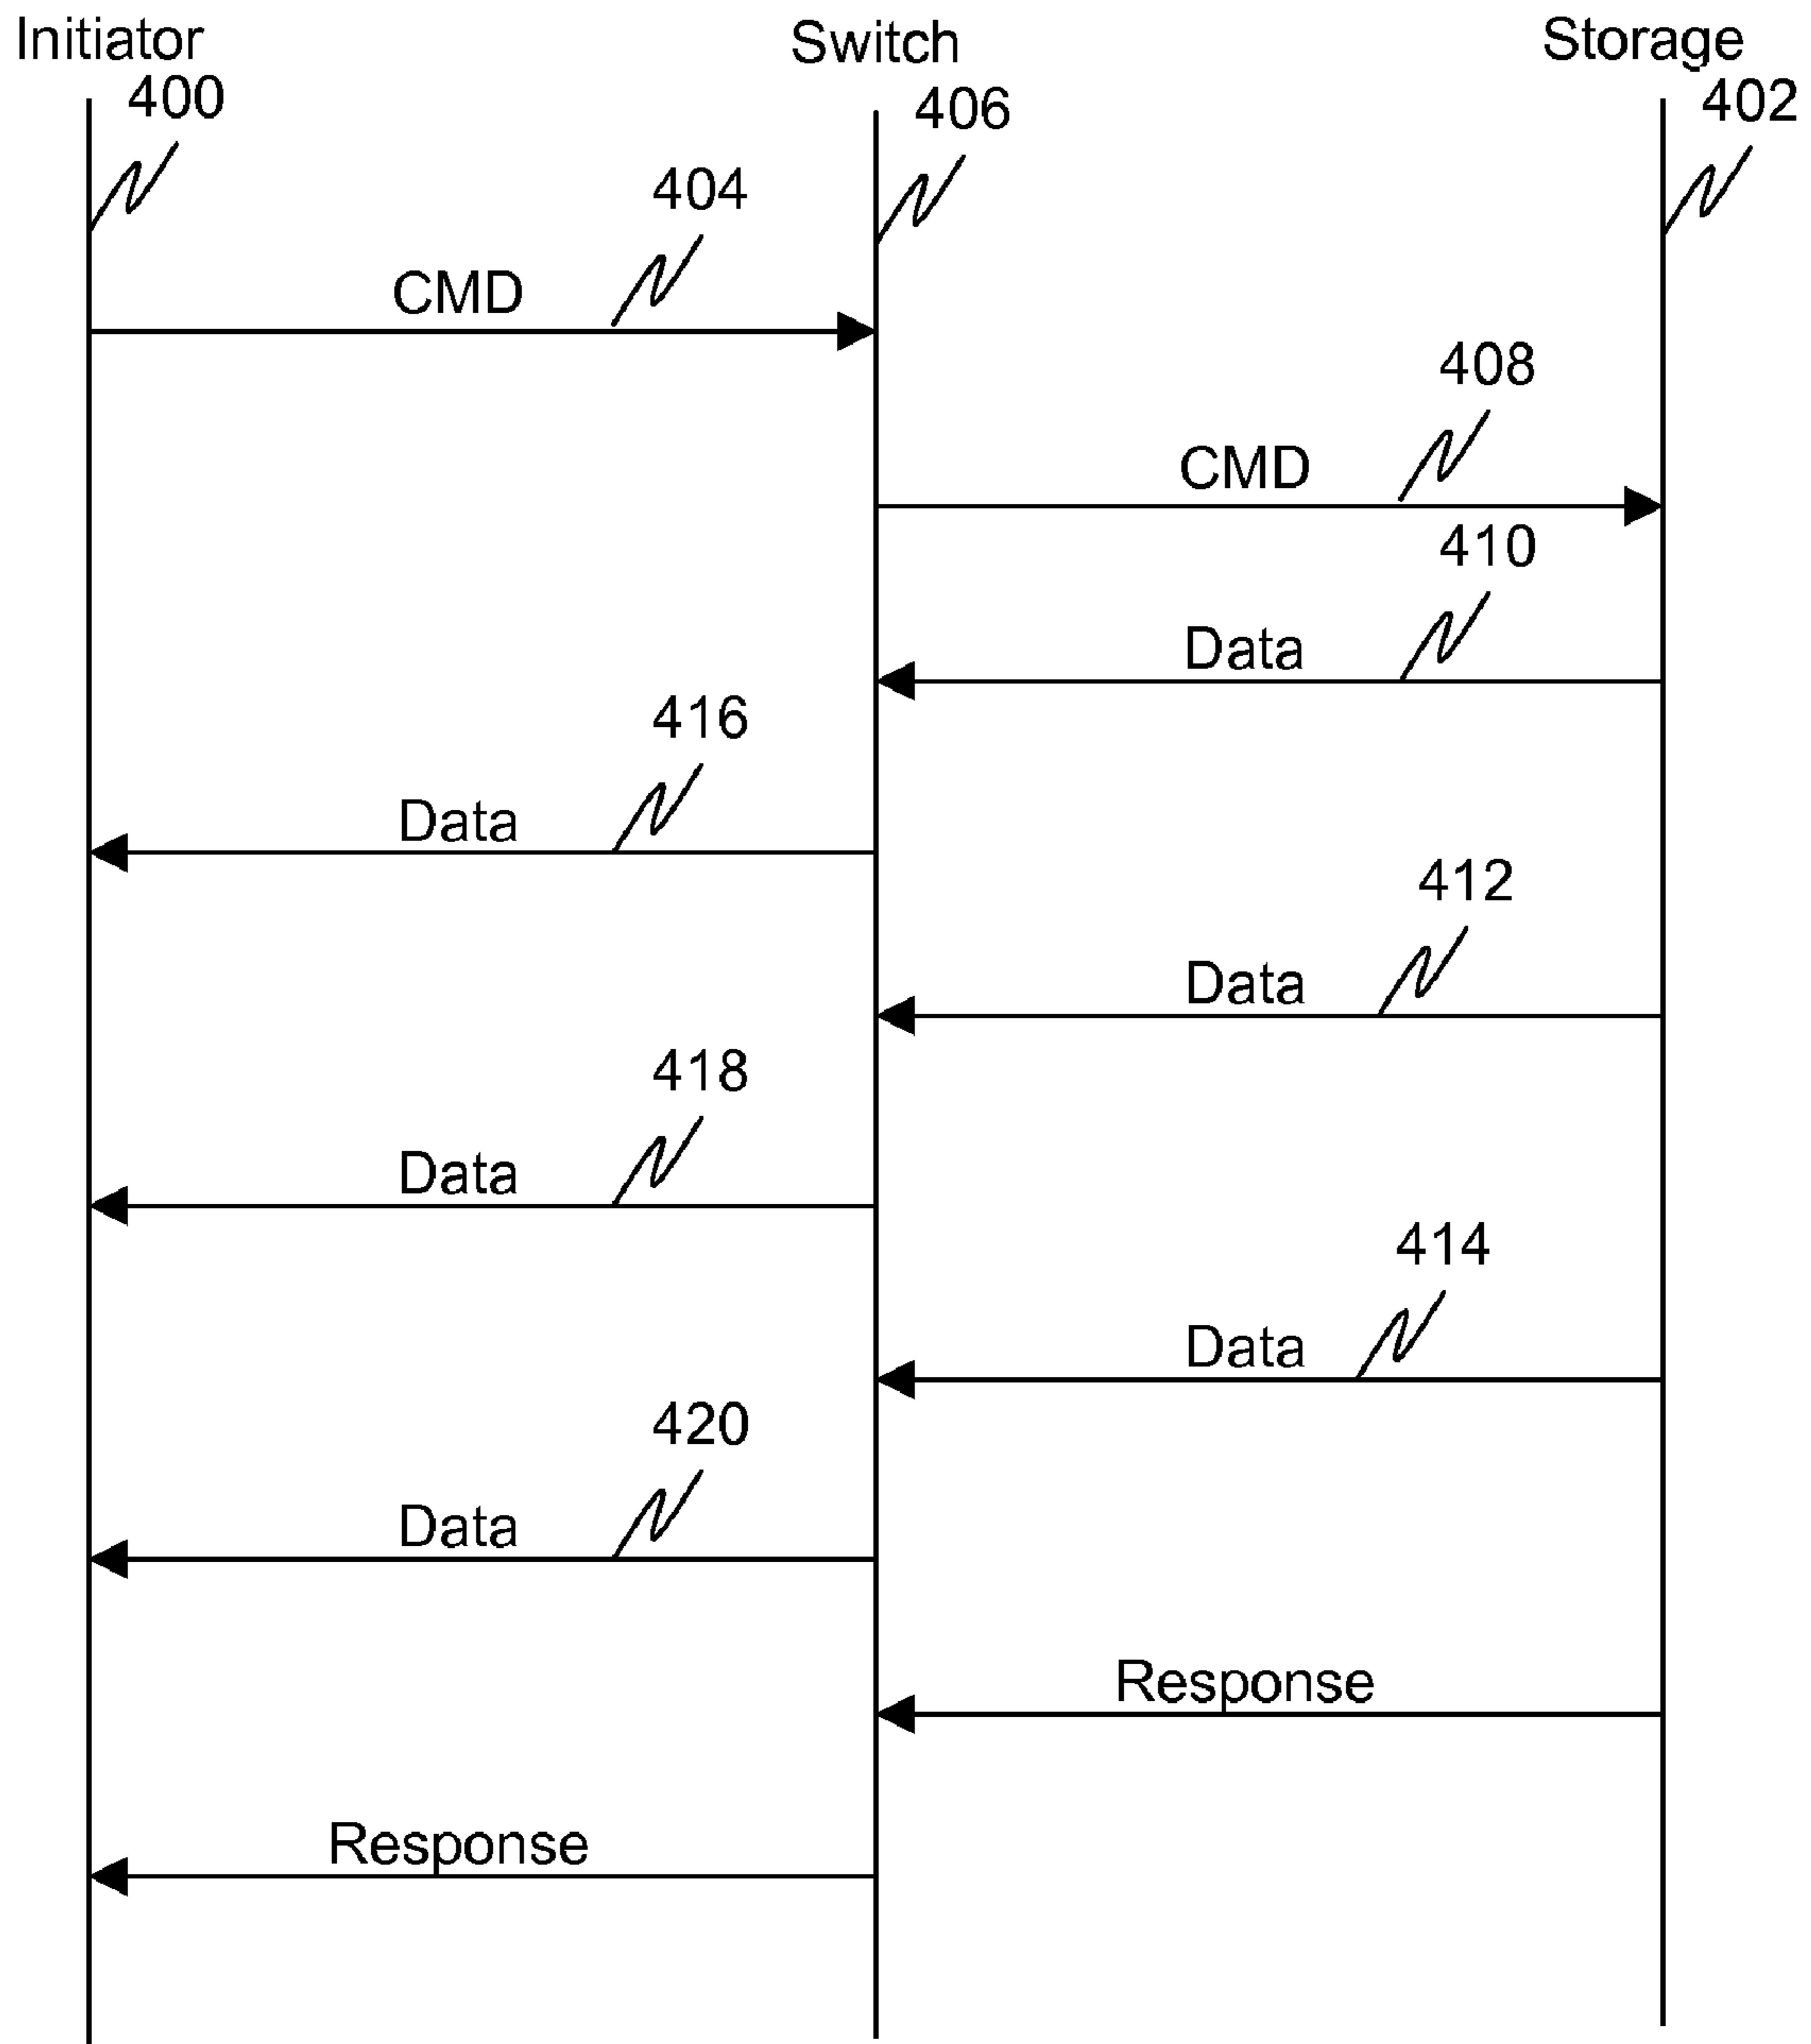 Initiator
400
Switch
406
Storage
402
404
CMD
408
CMD
410
Data
416
Data
412
Data
418
Data
414
Data
420
Data
Response
Response